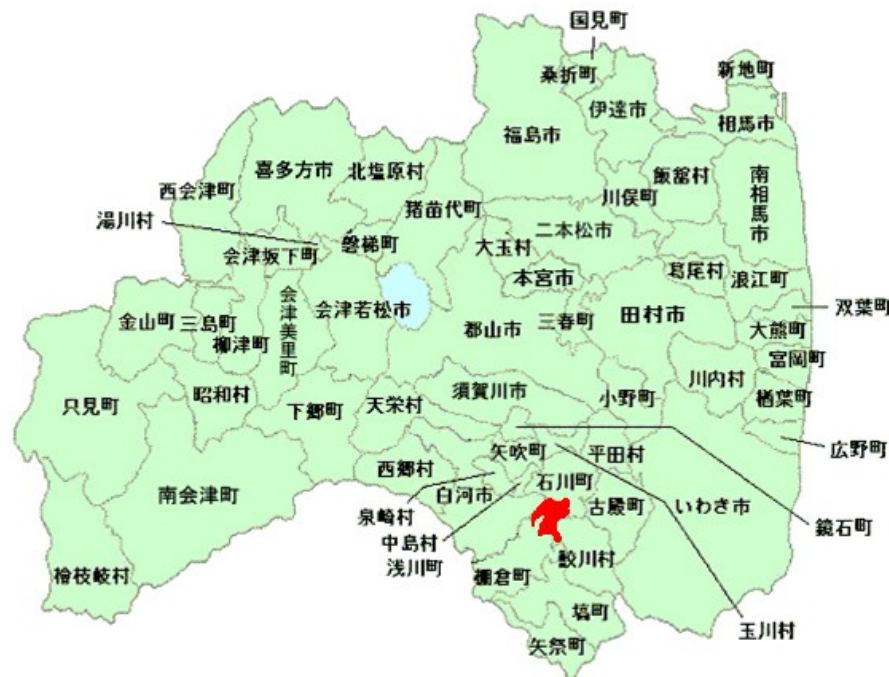 国見町
桑折町
新地町
伊達市
相馬市
福島市
喜多方市
北塩原村
飯舘村
西会津町
川俣町
南相馬市
猪苗代町
湯川村
二本松市
磐梯町
大玉村
会津坂下町
葛尾村
浪江町
本宮市
会津若松市
双葉町
会津美里町
金山町
三島町
郡山市
三春町
田村市
大熊町
柳津町
富岡町
川内村
須賀川市
昭和村
小野町
楢葉町
只見町
下郷町
天栄村
広野町
矢吹町
平田村
西郷村
石川町
南会津町
白河市
古殿町
いわき市
泉崎村
鏡石町
中島村
浅川町
鮫川村
檜枝岐村
棚倉町
塙町
玉川村
矢祭町